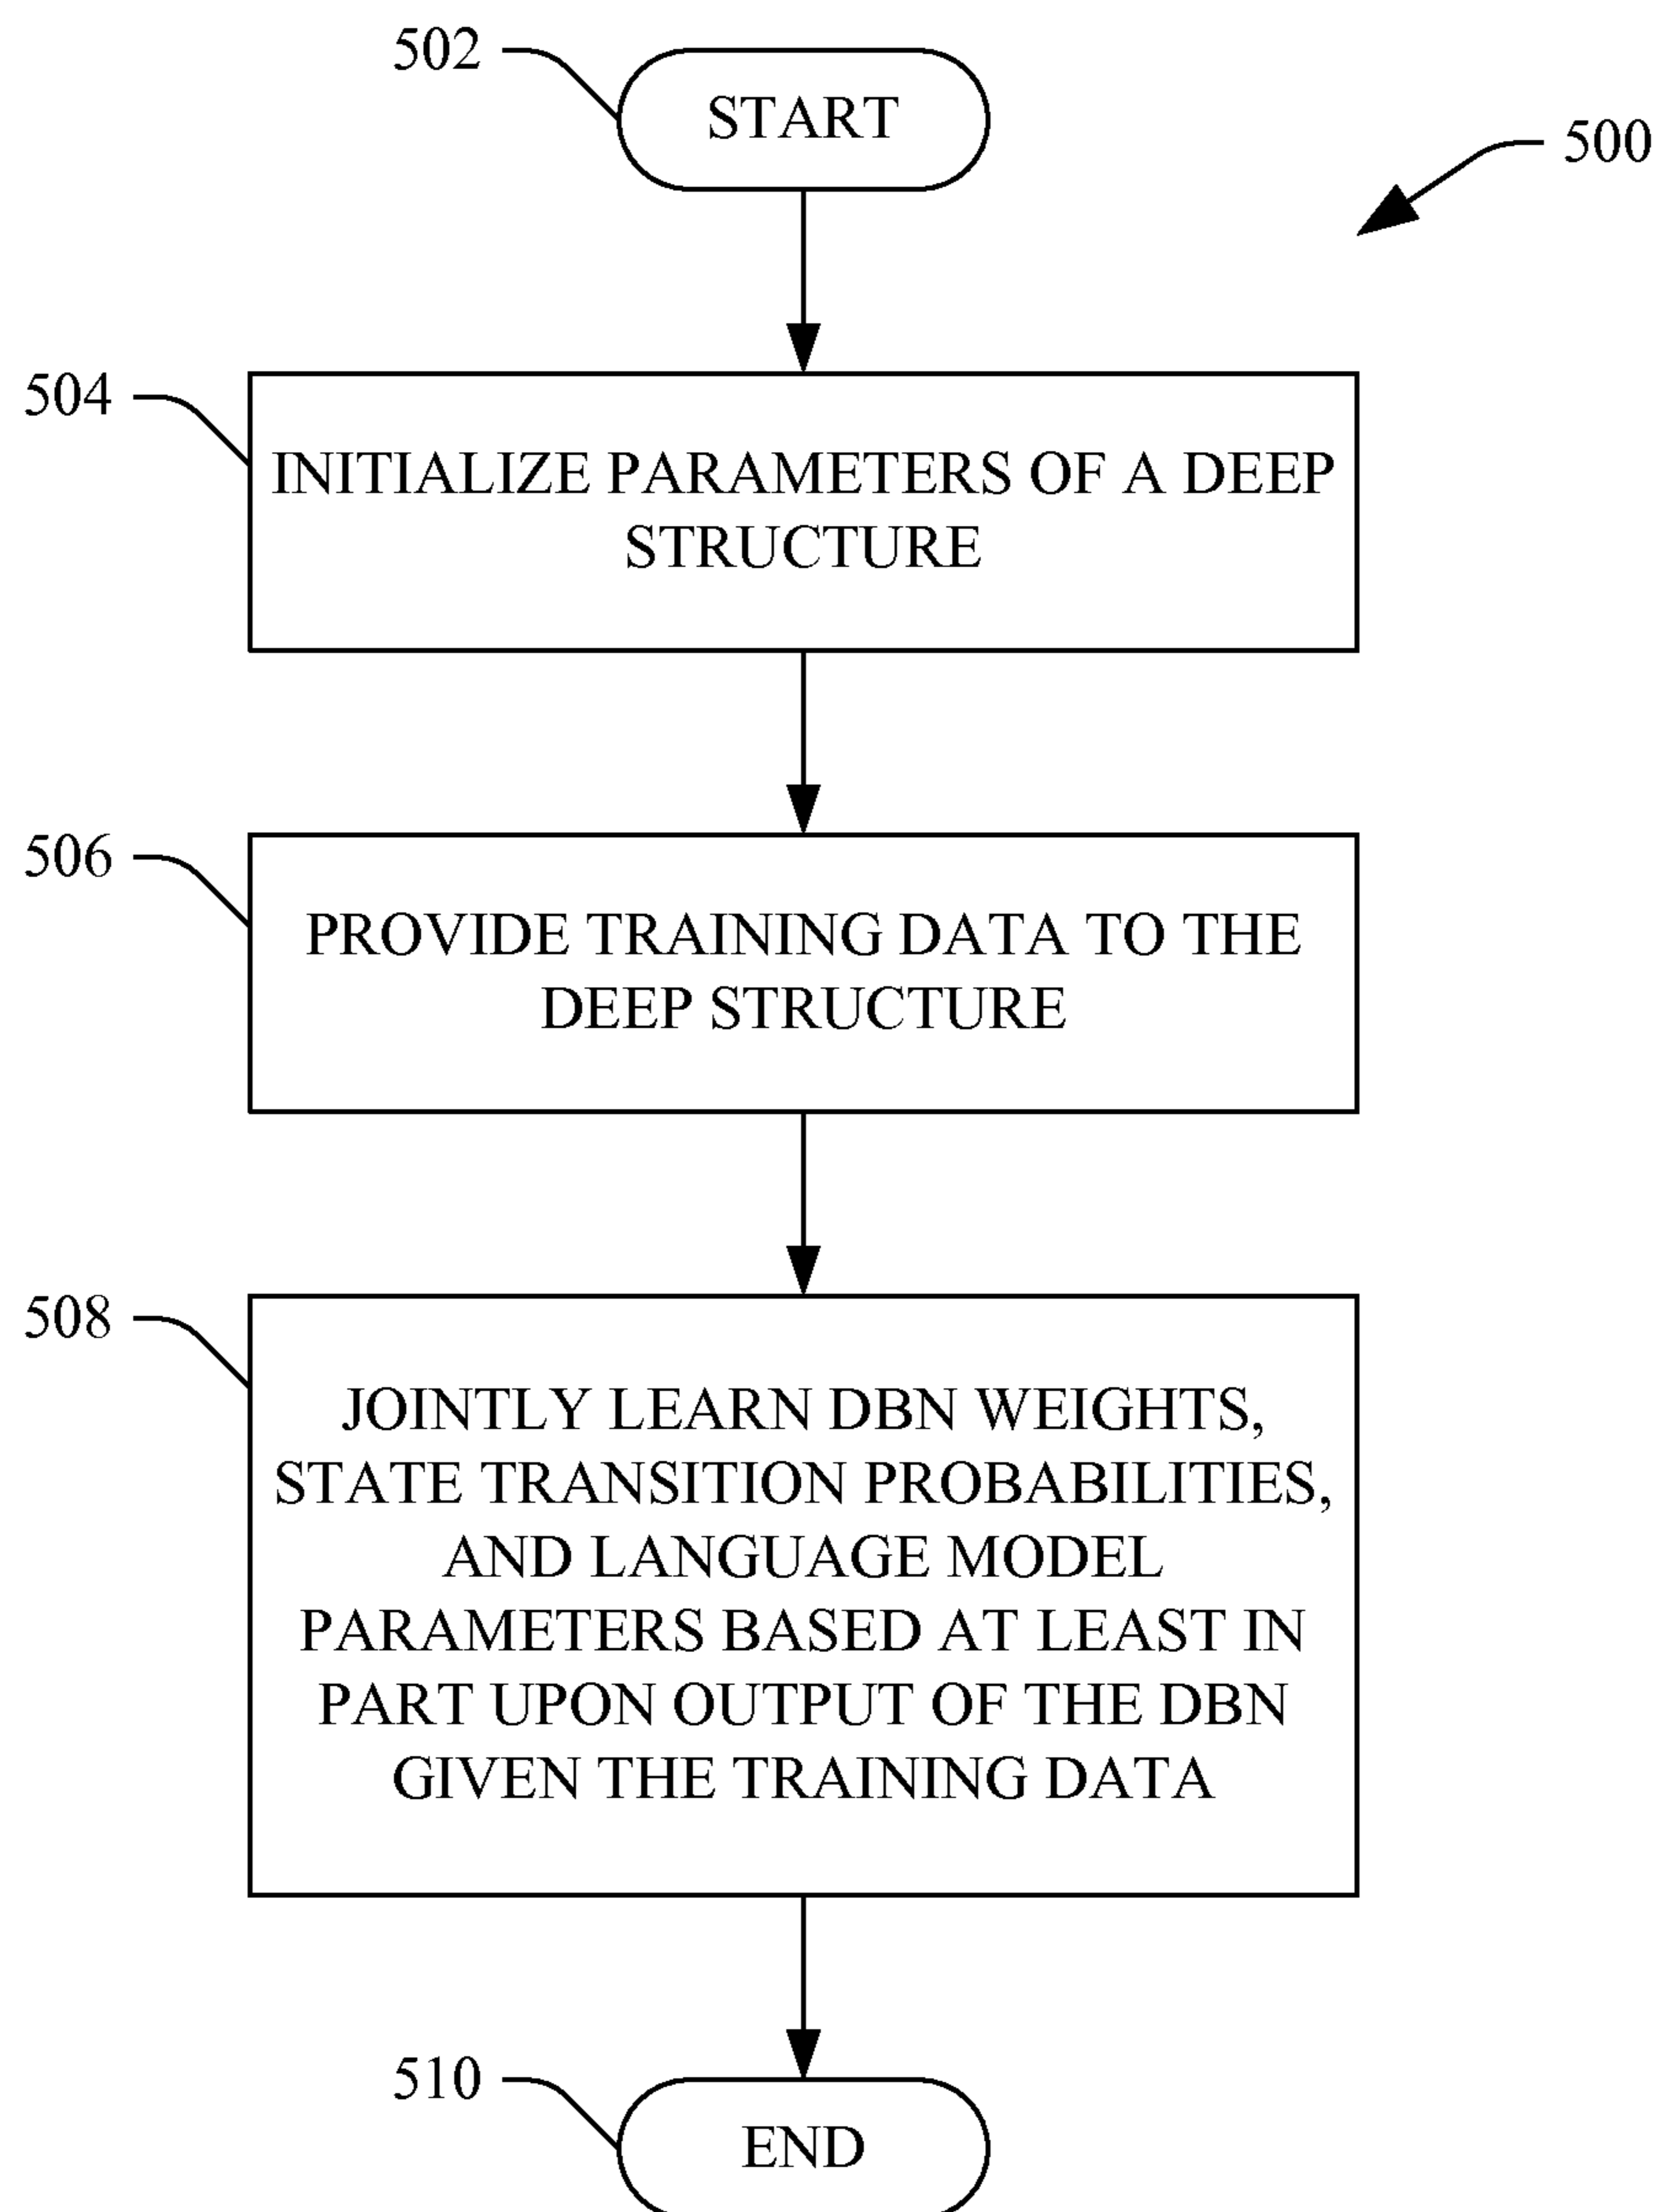 502
START
500
504
INITIALIZE PARAMETERS OF A DEEP
STRUCTURE
506
PROVIDE TRAINING DATA TO THE
DEEP STRUCTURE
508
JOINTLY LEARN DBN WEIGHTS,
STATE TRANSITION PROBABILITIES,
AND LANGUAGE MODEL
PARAMETERS BASED AT LEAST IN
PART UPON OUTPUT OF THE DBN
GIVEN THE TRAINING DATA
510
END